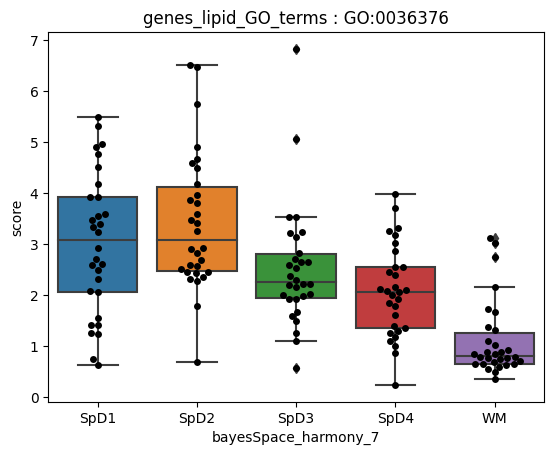 genes_lipid_GO_terms : GO:0036376
7
6
5
4
3
2
1
0
score
SpD1 SpD2 SpD3 SpD4 WM
bayesSpace_harmony_7